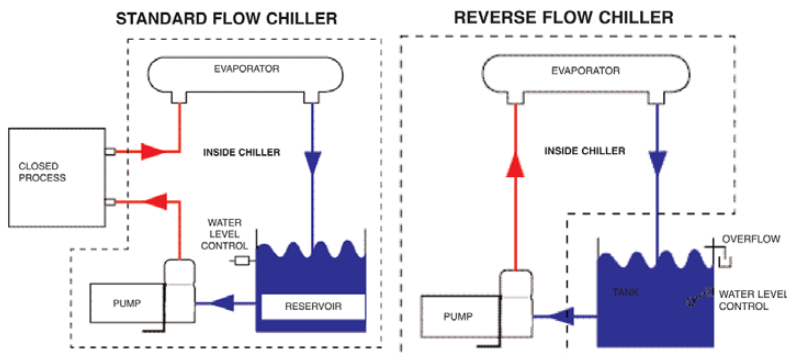 STANDARD FLOW CHILLER
EVAPORATOR
INSIDE CHILLER
CLOSED
PROCESS
WATER
LEVEL
CONTROL
PUMP
RESERVOIR
REVERSE FLOW CHILLER
EVAPORATOR
INSIDE CHILLER
OVERFLOW
TANK
WATER LEVEL
CONTROL
PUMP